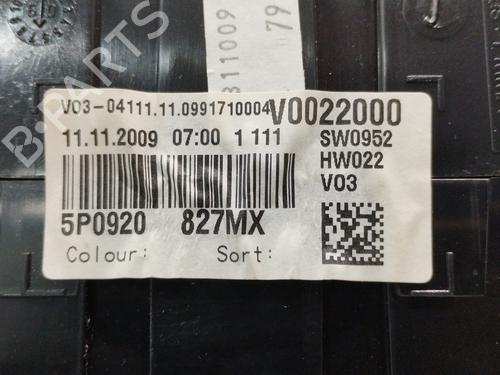 311009
79
V03-04111.11.0991710004
V0022000
11.11.2009 07:00 1 111
SW0952
HW022
V03
5P0920 827MX
Colour: Sort:
B-PARTS